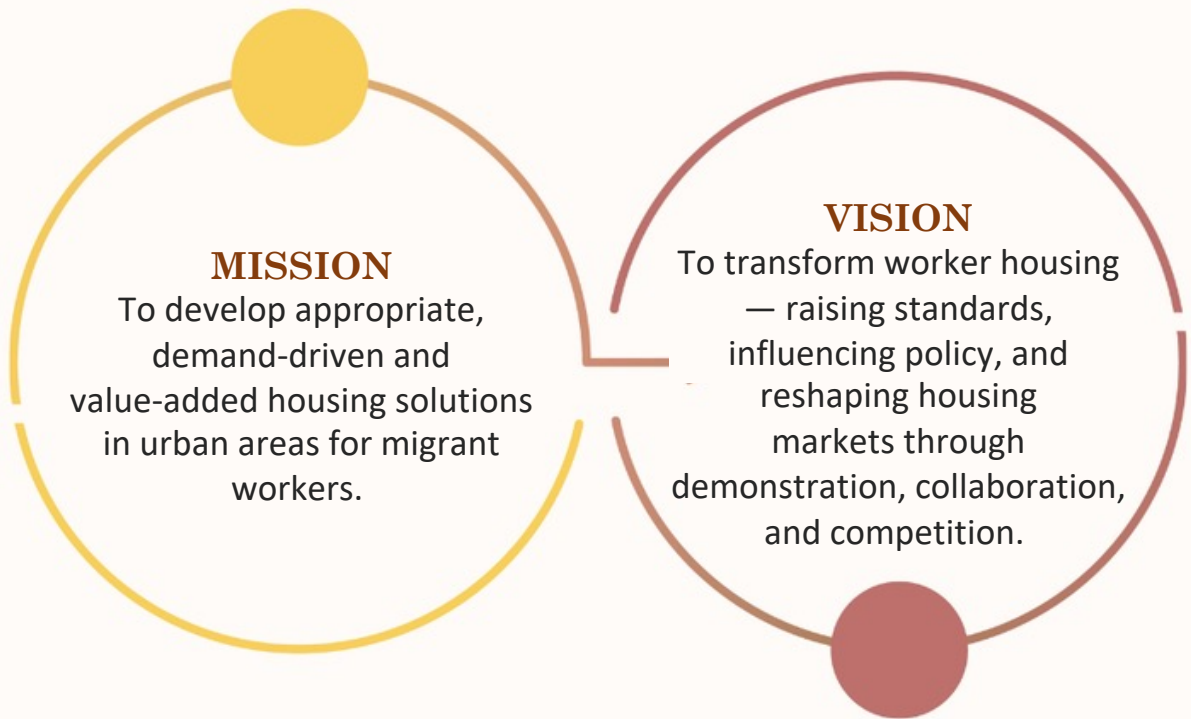 MISSION
To develop appropriate,
demand-driven and
value-added housing solutions
in urban areas for migrant
workers.
VISION
To transform worker housing
— raising standards,
influencing policy, and
reshaping housing
markets through
demonstration, collaboration,
and competition.